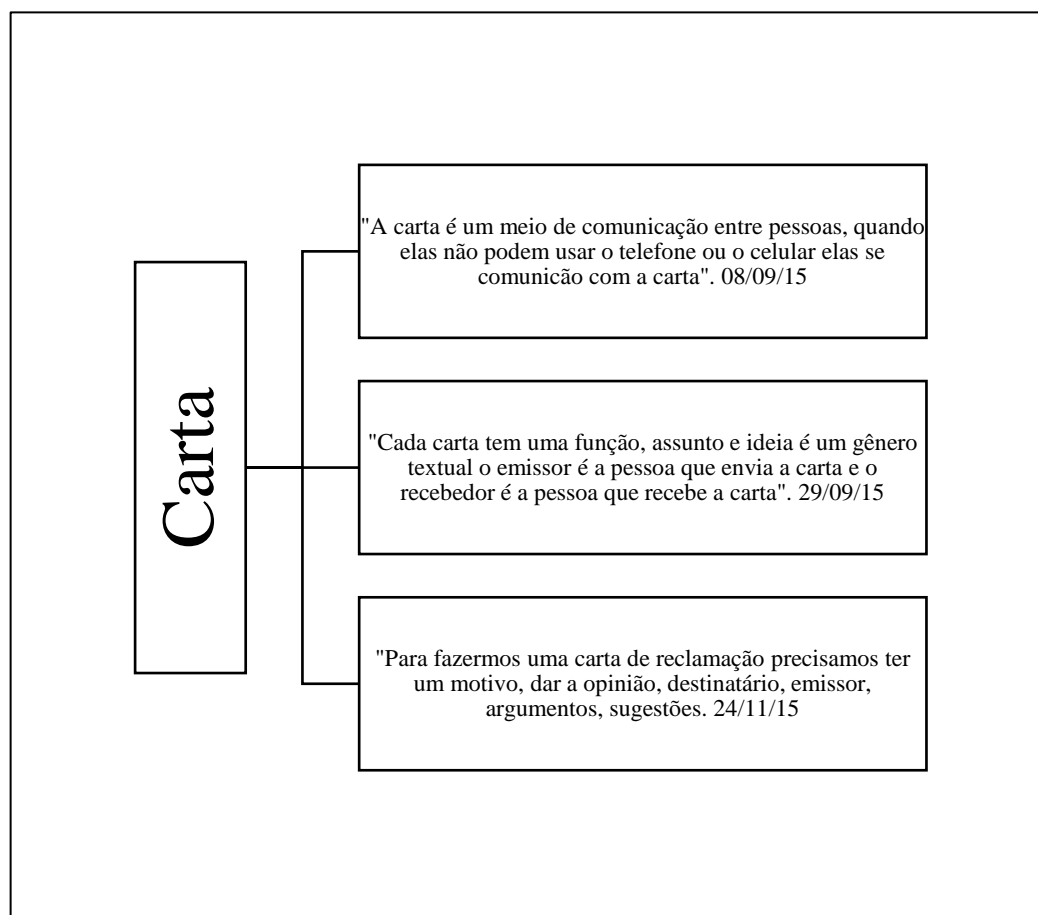 Carta
"A carta é um meio de comunicação entre pessoas, quando
elas não podem usar o telefone ou o celular elas se
comunicão com a carta". 08/09/15
"Cada carta tem uma função, assunto e ideia é um gênero
textual o emissor é a pessoa que envia a carta e o
recebedor é a pessoa que recebe a carta". 29/09/15
"Para fazermos uma carta de reclamação precisamos ter
um motivo, dar a opinião, destinatário, emissor,
argumentos, sugestões. 24/11/15